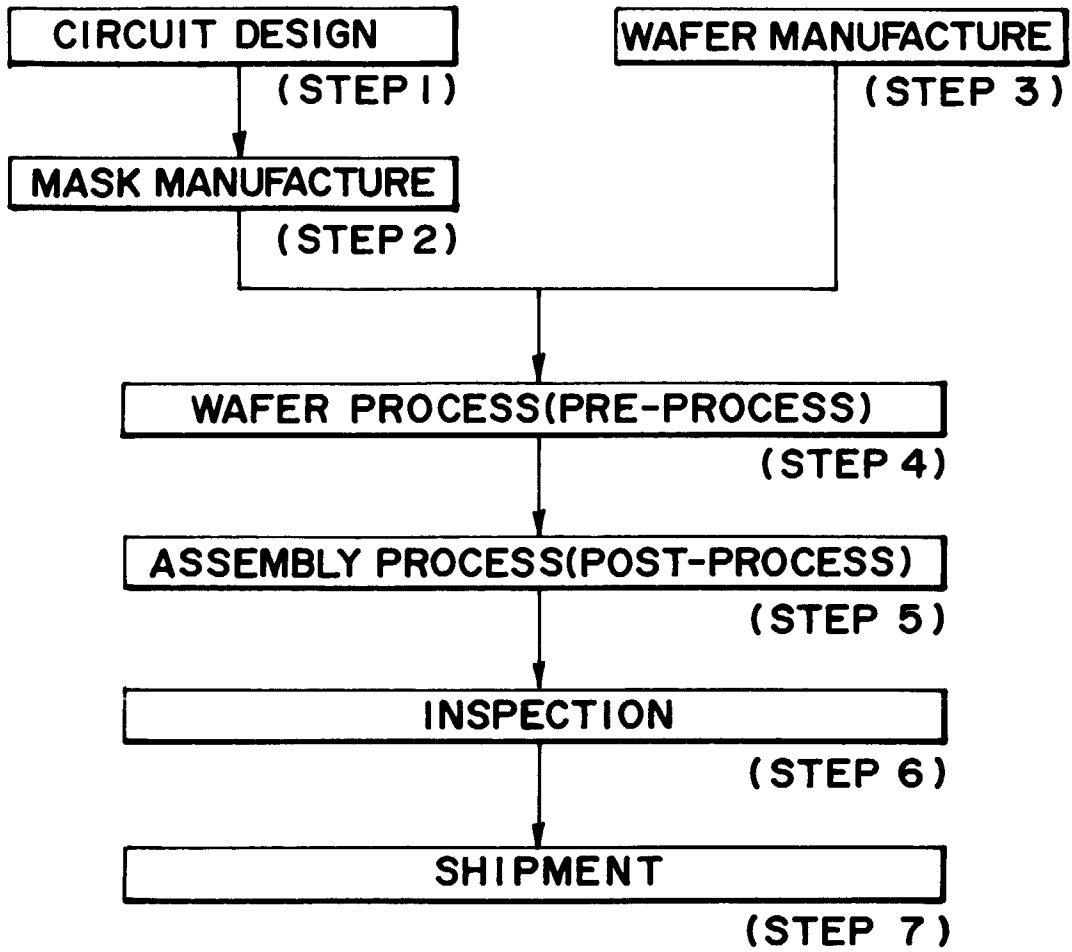 CIRCUIT DESIGN
(STEP 1)
WAFER MANUFACTURE
(STEP 3)
MASK MANUFACTURE
(STEP 2)
WAFER PROCESS(PRE-PROCESS)
(STEP 4)
ASSEMBLY PROCESS(POST-PROCESS)
(STEP 5)
INSPECTION
(STEP 6)
SHIPMENT
(STEP 7)